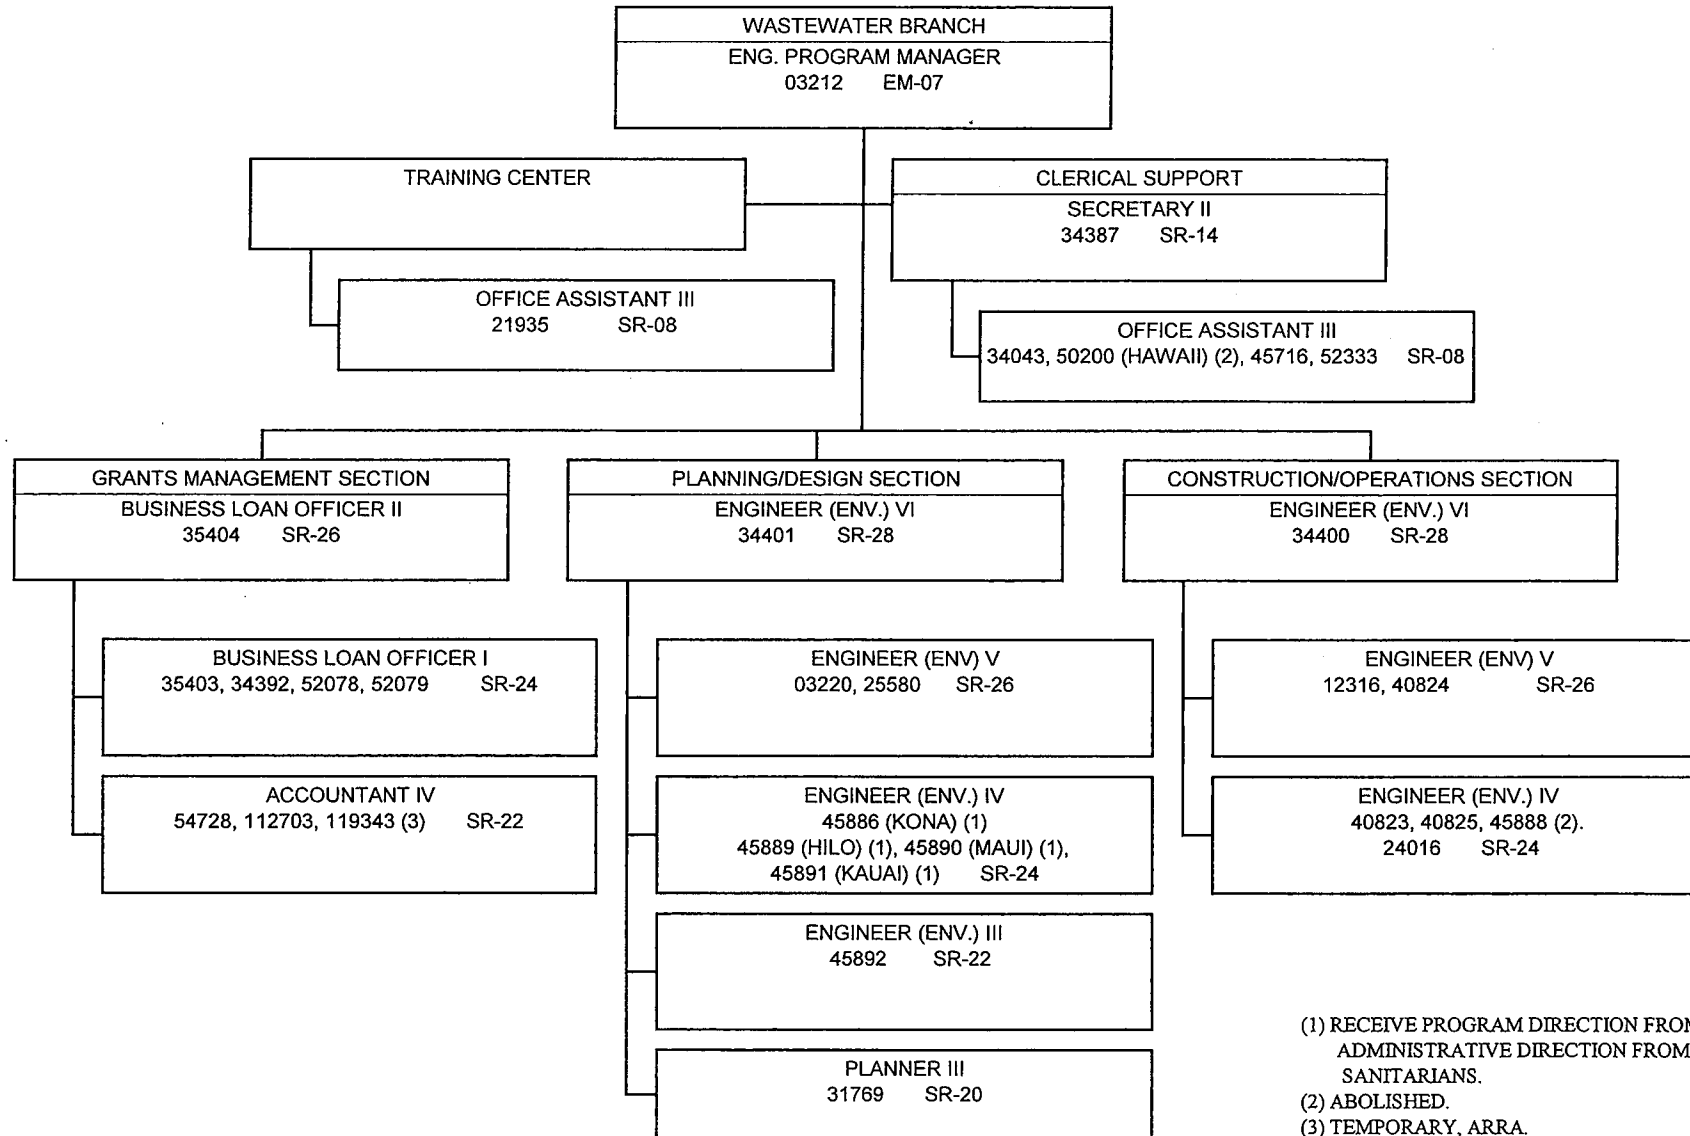 WASTEWATER BRANCH
ENG. PROGRAM MANAGER
03212 EM-07
TRAINING CENTER
CLERICAL SUPPORT
SECRETARY II
34387 SR-14
OFFICE ASSISTANT III
21935 SR-08
OFFICE ASSISTANT III
34043, 50200 (HAWAII) (2), 45716, 52333 SR-08
GRANTS MANAGEMENT SECTION
BUSINESS LOAN OFFICER II
35404 SR-26
PLANNING/DESIGN SECTION
ENGINEER (ENV.) VI
34401 SR-28
CONSTRUCTION/OPERATIONS SECTION
ENGINEER (ENV.) VI
34400 SR-28
BUSINESS LOAN OFFICER I
35403, 34392, 52078, 52079 SR-24
ACCOUNTANT IV
54728, 112703, 119343 (3) SR-22
ENGINEER (ENV) V
03220, 25580 SR-26
ENGINEER (ENV.) IV
45886 (KONA) (1)
45889 (HILO) (1), 45890 (MAUI) (1),
45891 (KAUAI) (1) SR-24
ENGINEER (ENV.) III
45892 SR-22
PLANNER III
31769 SR-20
ENGINEER (ENV) V
12316, 40824 SR-26
ENGINEER (ENV.) IV
40823, 40825, 45888 (2).
24016 SR-24
(1) RECEIVE PROGRAM DIRECTION FROM
ADMINISTRATIVE DIRECTION FROM
SANITARIANS.
(2) ABOLISHED.
(3) TEMPORARY, ARRA.